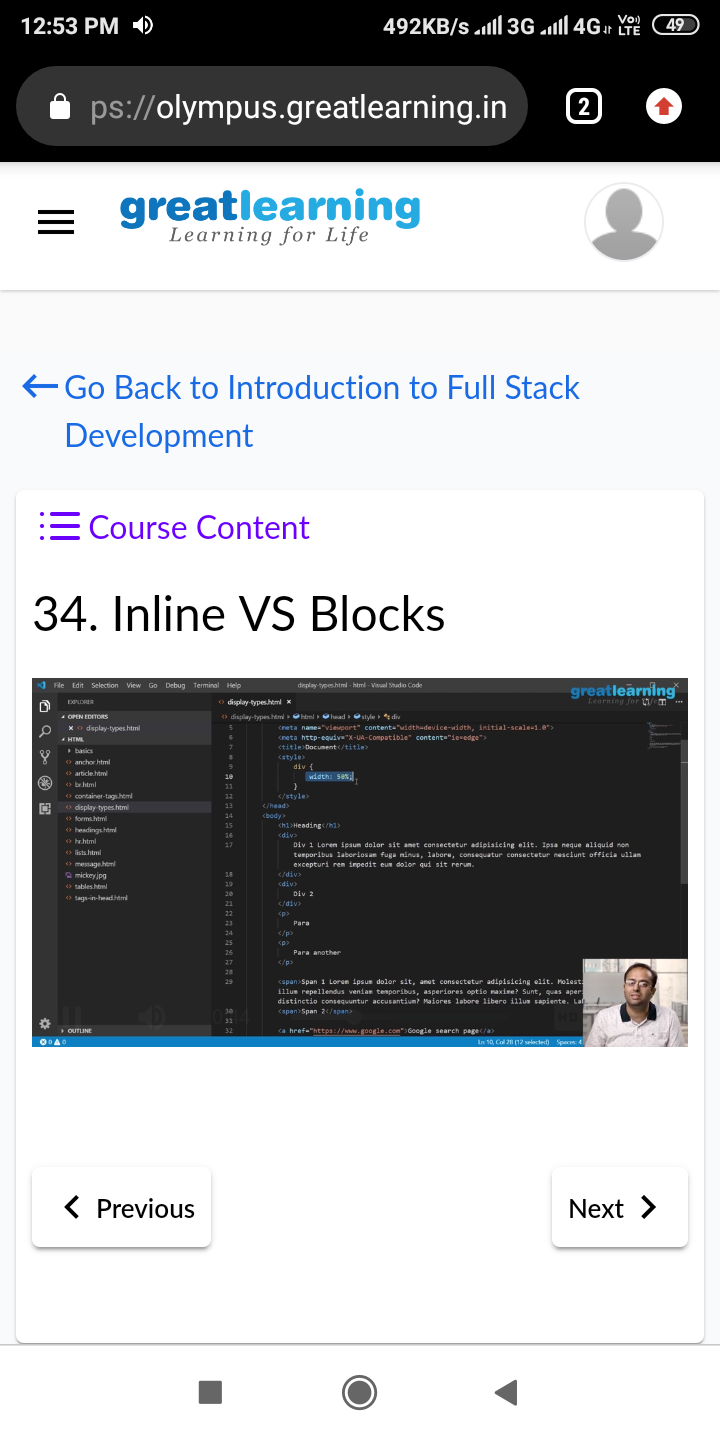 12:53 PM 492KB/s 3G 4G Vo) LTE 49
ps://olympus.greatlearning.in 2
greatlearning
Learning for Life
Go Back to Introduction to Full Stack
Development
Course Content
34. Inline VS Blocks
File Edit Selection View Go Debug Terminal Help display-types.html - html - Visual Studio Code
greatlearning
Learning for Life
EXPLORER
display-types.html ×
OPEN EDITORS
display-types.html > html > head > style > div
× display-types.html
HTML
basics
anchor.html
article.html
br.html
container-tags.html
display-types.html
forms.html
headings.html
hr.html
lists.html
message.html
mickey.jpg
tables.html
tags-in-head.html
OUTLINE
5 <meta name="viewport" content="width=device-width, initial-scale=1.0">
6 <meta http-equiv="X-UA-Compatible" content="ie=edge">
7 <title>Document</title>
8 <style>
9 div {
10 width: 50%;
11 }
12 </style>
13 </head>
14 <body>
15 <h1>Heading</h1>
16 <div>
17 Div 1 Lorem ipsum dolor sit amet consectetur adipisicing elit. Ipsa neque aliquid non
temporibus laboriosam fuga minus, labore, consequatur consectetur nesciunt officia ullam
excepturi rem impedit eum dolor qui sit rerum.
18 </div>
19 <div>
20 Div 2
21 </div>
22 <p>
23 Para
24 </p>
25 <p>
26 Para another
27 </p>
28
29 <span>Span 1 Lorem ipsum dolor sit, amet consectetur adipisicing elit. Molest
illum repellendus veniam temporibus, asperiores optio maxime? Sunt, quas aper
distinctio consequuntur accusantium? Maiores labore libero illum sapiente. La
30 <span>Span 2</span>
31
32 <a href="https://www.google.com">Google search page</a>
0 0 Ln 10, Col 28 (12 selected) Spaces: 4
Previous
Next